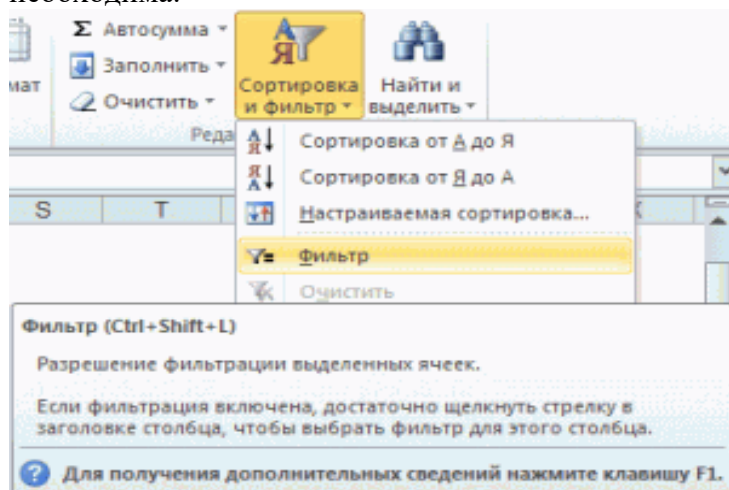 необходима.
Σ Автосумма
Заполнить
Очистить
мат
Сортировка
и фильтр
Найти и
выделить
Реда
Сортировка от А до Я
Сортировка от Я до А
Настраиваемая сортировка...
S T
Фильтр
Очистить
Фильтр (Ctrl+Shift+L)
Разрешение фильтрации выделенных ячеек.
Если фильтрация включена, достаточно щелкнуть стрелку в
заголовке столбца, чтобы выбрать фильтр для этого столбца.
Для получения дополнительных сведений нажмите клавишу F1.